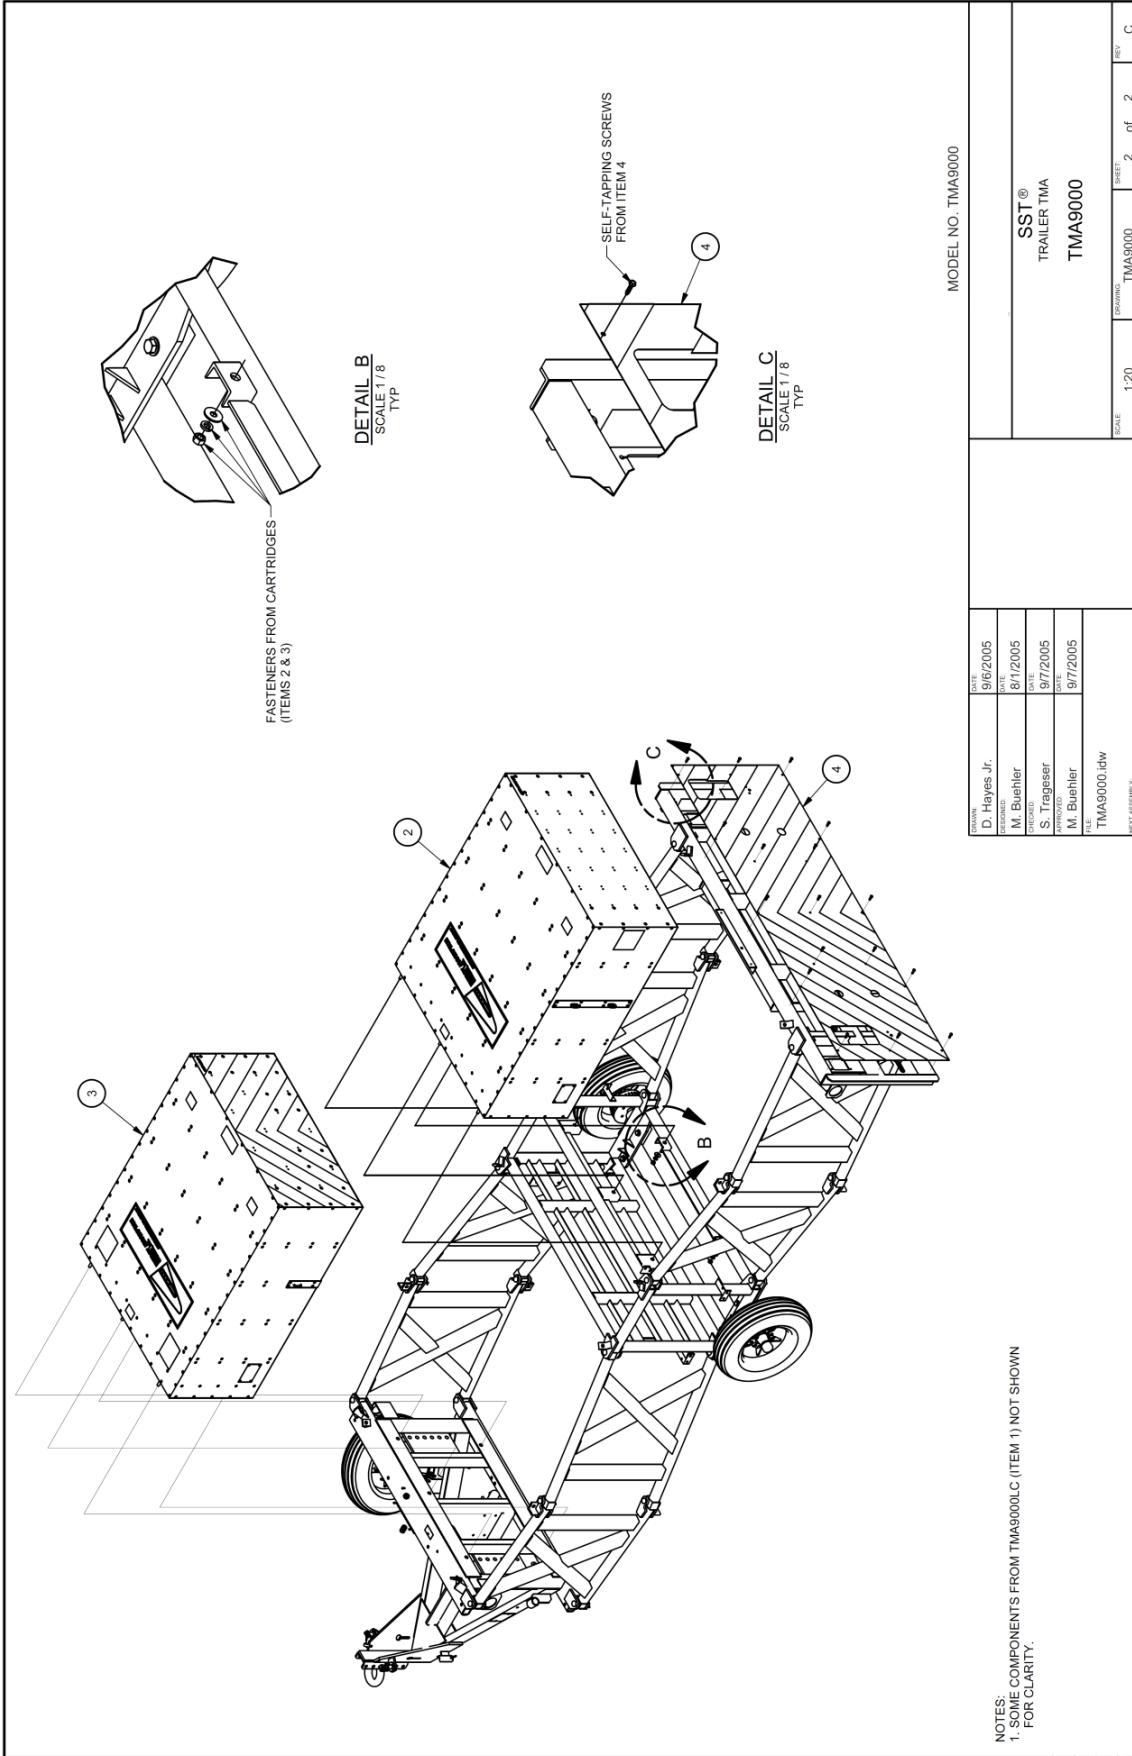 FASTENERS FROM CARTRIDGES
(ITEMS 2 & 3)
DETAIL B
SCALE 1 / 8
TYP
SELF-TAPPING SCREWS
FROM ITEM 4
4
DETAIL C
SCALE 1 / 8
TYP
3
2
C
B
4
NOTES:
1. SOME COMPONENTS FROM TMA9000LC (ITEM 1) NOT SHOWN
FOR CLARITY.
MODEL NO. TMA9000
DRAWN: DATE:
D. Hayes Jr. 9/6/2005
DESIGNED: DATE:
M. Buehler 8/1/2005
CHECKED: DATE:
S. Trageser 9/7/2005
APPROVED: DATE:
M. Buehler 9/7/2005
FILE:
TMA9000.idw
NEXT ASSEMBLY:
SST ®
TRAILER TMA
TMA9000
SCALE: DRAWING: SHEET: REV:
1:20 TMA9000 2 of 2 C